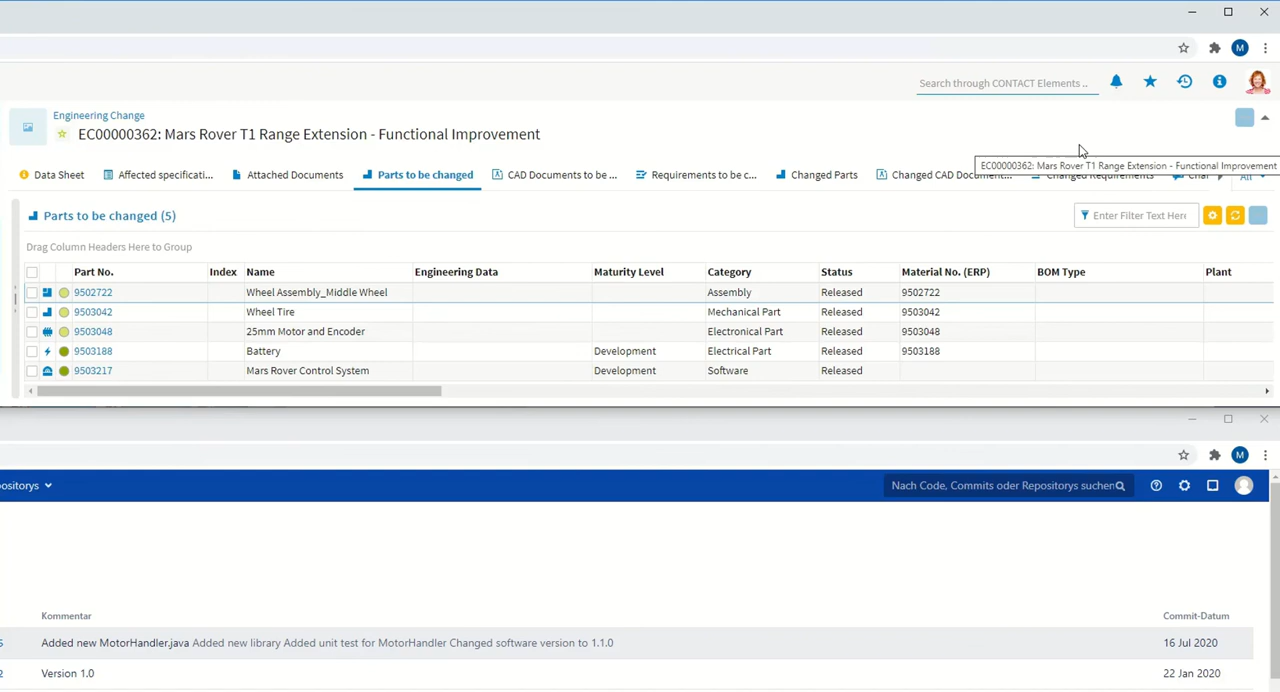 M
Search through CONTACT Elements ..
Engineering Change
EC00000362: Mars Rover T1 Range Extension - Functional Improvement
EC00000362: Mars Rover T1 Range Extension - Functional Improvement
Data Sheet Affected specificati... Attached Documents Parts to be changed CAD Documents to be ... Requirements to be c... Changed Parts Changed CAD Document... Changed Requirements Chan All
Parts to be changed (5)
Enter Filter Text Here
Drag Column Headers Here to Group
Part No. Index Name Engineering Data Maturity Level Category Status Material No. (ERP) BOM Type Plant
9502722 Wheel Assembly_Middle Wheel Assembly Released 9502722
9503042 Wheel Tire Mechanical Part Released 9503042
9503048 25mm Motor and Encoder Electronical Part Released 9503048
9503188 Battery Development Electrical Part Released 9503188
9503217 Mars Rover Control System Development Software Released
M
ositorys Nach Code, Commits oder Repositorys suchen
Kommentar Commit-Datum
5 Added new MotorHandler.java Added new library Added unit test for MotorHandler Changed software version to 1.1.0 16 Jul 2020
2 Version 1.0 22 Jan 2020